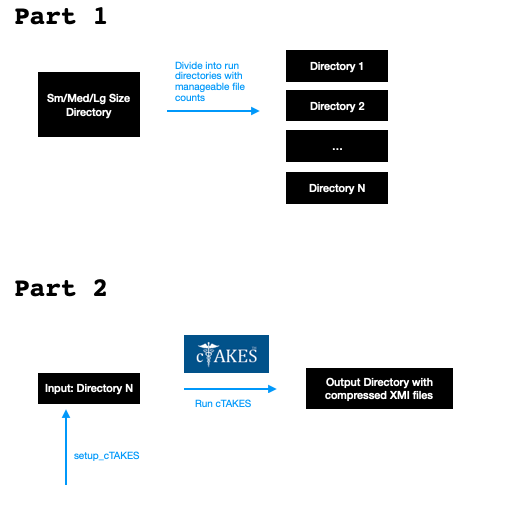 Part 1
Sm/Med/Lg Size
Directory
Divide into run
directories with
manageable file
counts
Directory 1
Directory 2
...
Directory N
Part 2
cTAKES
Input: Directory N
Run cTAKES
Output Directory with
compressed XMI files
setup_cTAKES